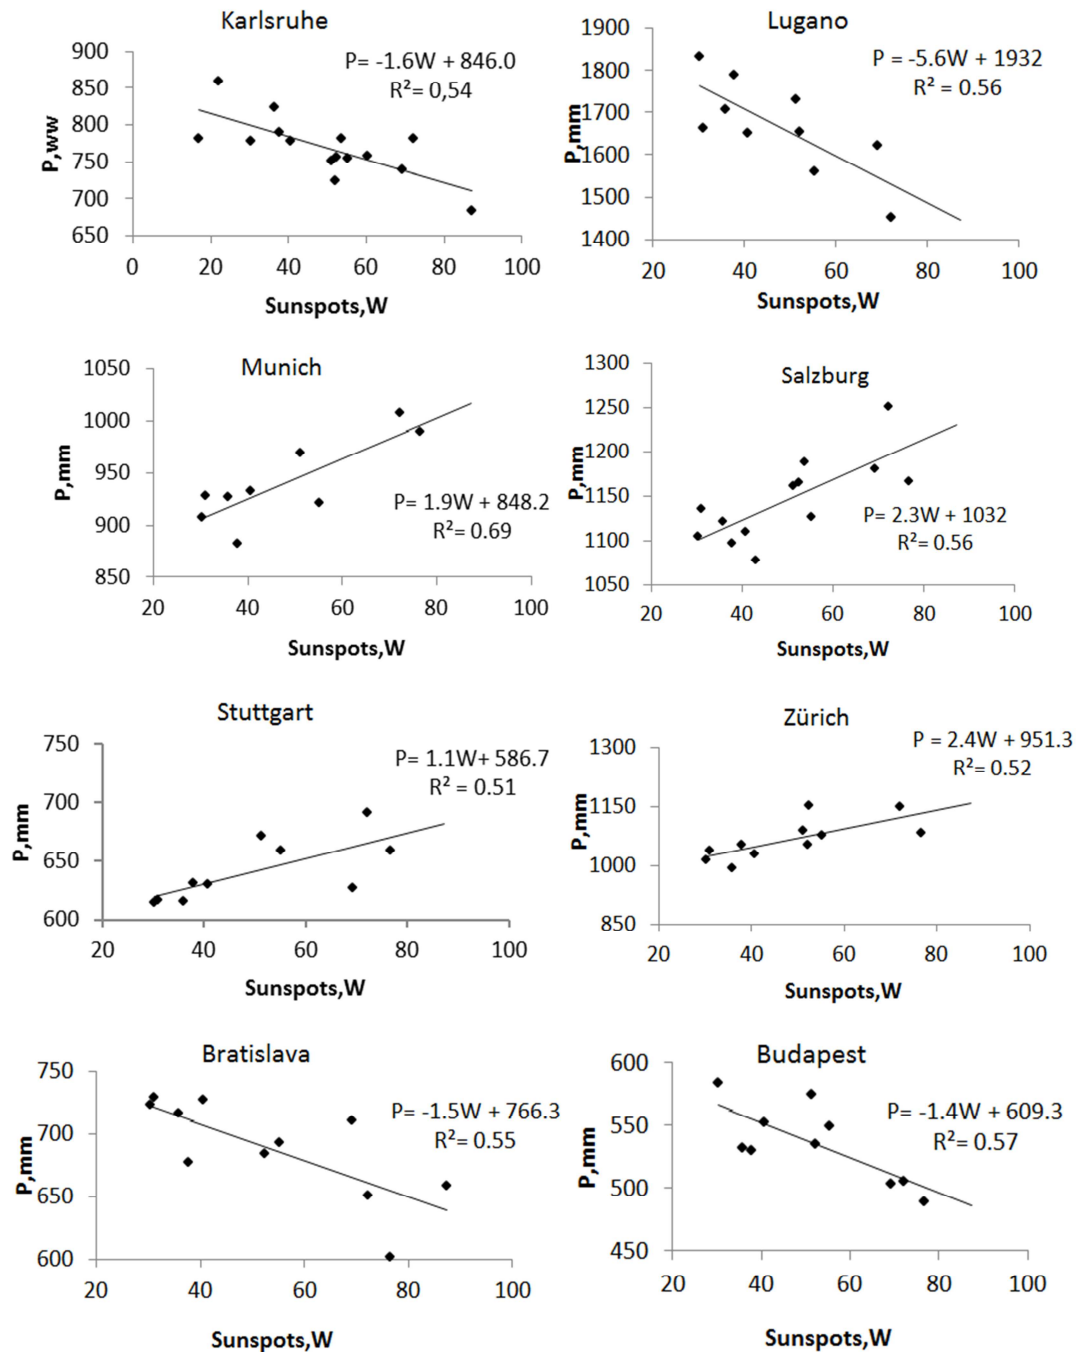 Karlsruhe
P= -1.6W + 846.0
R²= 0,54
900
850
800
750
700
650
P,ww
0 20 40 60 80 100
Sunspots,W
Lugano
P= -5.6W + 1932
R² = 0.56
1900
1800
1700
1600
1500
1400
P,mm
20 40 60 80 100
Sunspots,W
Munich
1050
1000
950
900
850
P,mm
P= 1.9W + 848.2
R²= 0.69
20 40 60 80 100
Sunspots,W
Salzburg
1300
1250
1200
1150
1100
1050
P,mm
P= 2.3W + 1032
R²= 0.56
20 40 60 80 100
Sunspots,W
Stuttgart
P= 1.1W+ 586.7
R² = 0.51
750
700
650
600
P,mm
20 40 60 80 100
Sunspots,W
Zürich
P = 2.4W + 951.3
R²= 0.52
1300
1150
1000
850
P,mm
20 40 60 80 100
Sunspots,W
Bratislava
P= -1.5W + 766.3
R²= 0.55
750
700
650
600
P,mm
20 40 60 80 100
Sunspots,W
Budapest
P= -1.4W + 609.3
R²= 0.57
600
550
500
450
P,mm
20 40 60 80 100
Sunspots,W